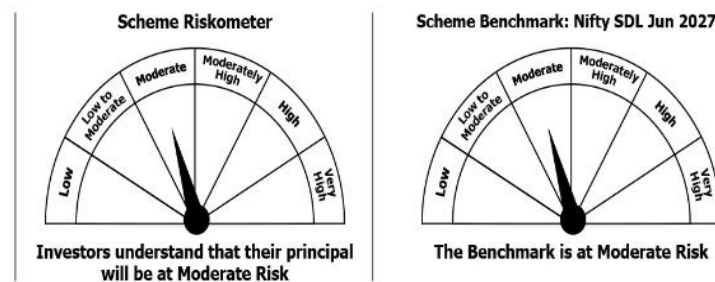 Scheme Riskometer
Low
Low to
Moderate
Moderate
Moderately
High
High
Very
High
Investors understand that their principal
will be at Moderate Risk
Scheme Benchmark: Nifty SDL Jun 2027
Low
Low to
Moderate
Moderate
Moderately
High
High
Very
High
The Benchmark is at Moderate Risk